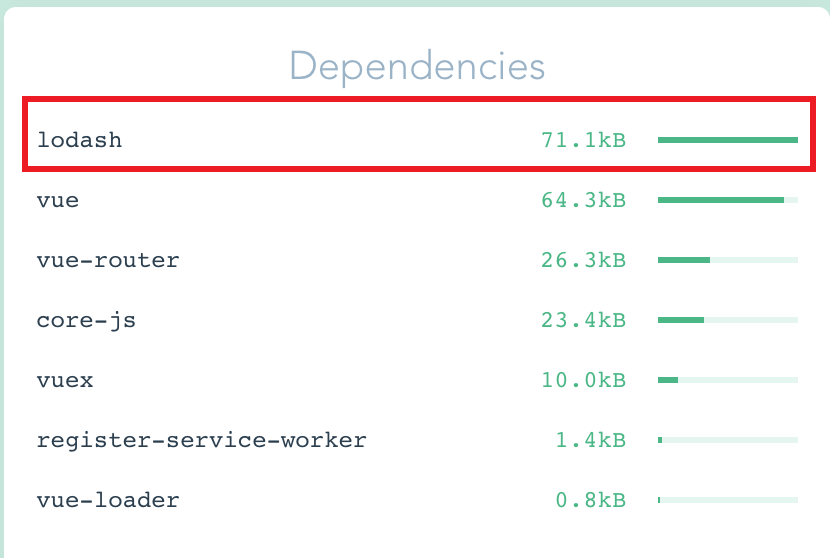 Dependencies
lodash 71.1kB
vue 64.3kB
vue-router 26.3kB
core-js 23.4kB
vuex 10.0kB
register-service-worker 1.4kB
vue-loader 0.8kB